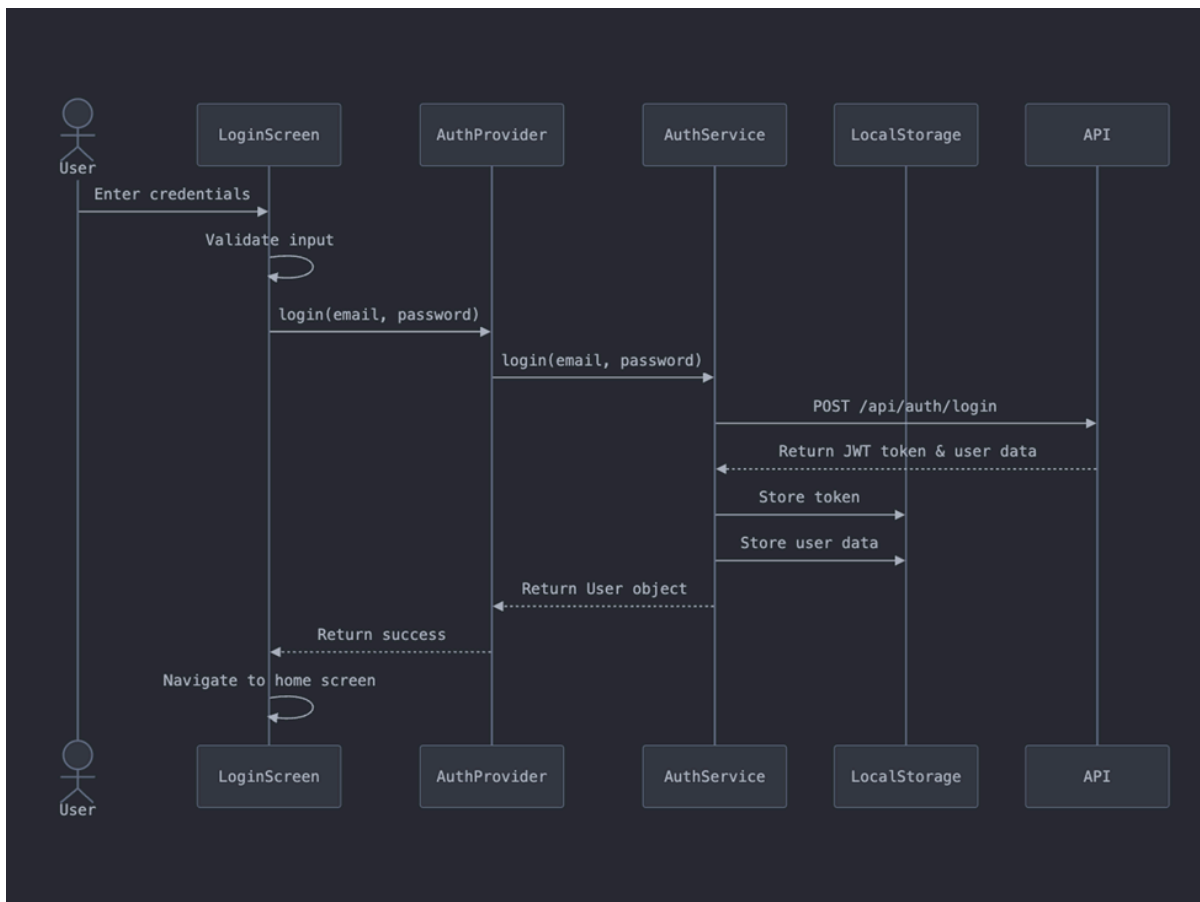 User
LoginScreen
AuthProvider
AuthService
LocalStorage
API
Enter credentials
Validate input
login(email, password)
login(email, password)
POST /api/auth/login
Return JWT token & user data
Store token
Store user data
Return User object
Return success
Navigate to home screen
User
LoginScreen
AuthProvider
AuthService
LocalStorage
API